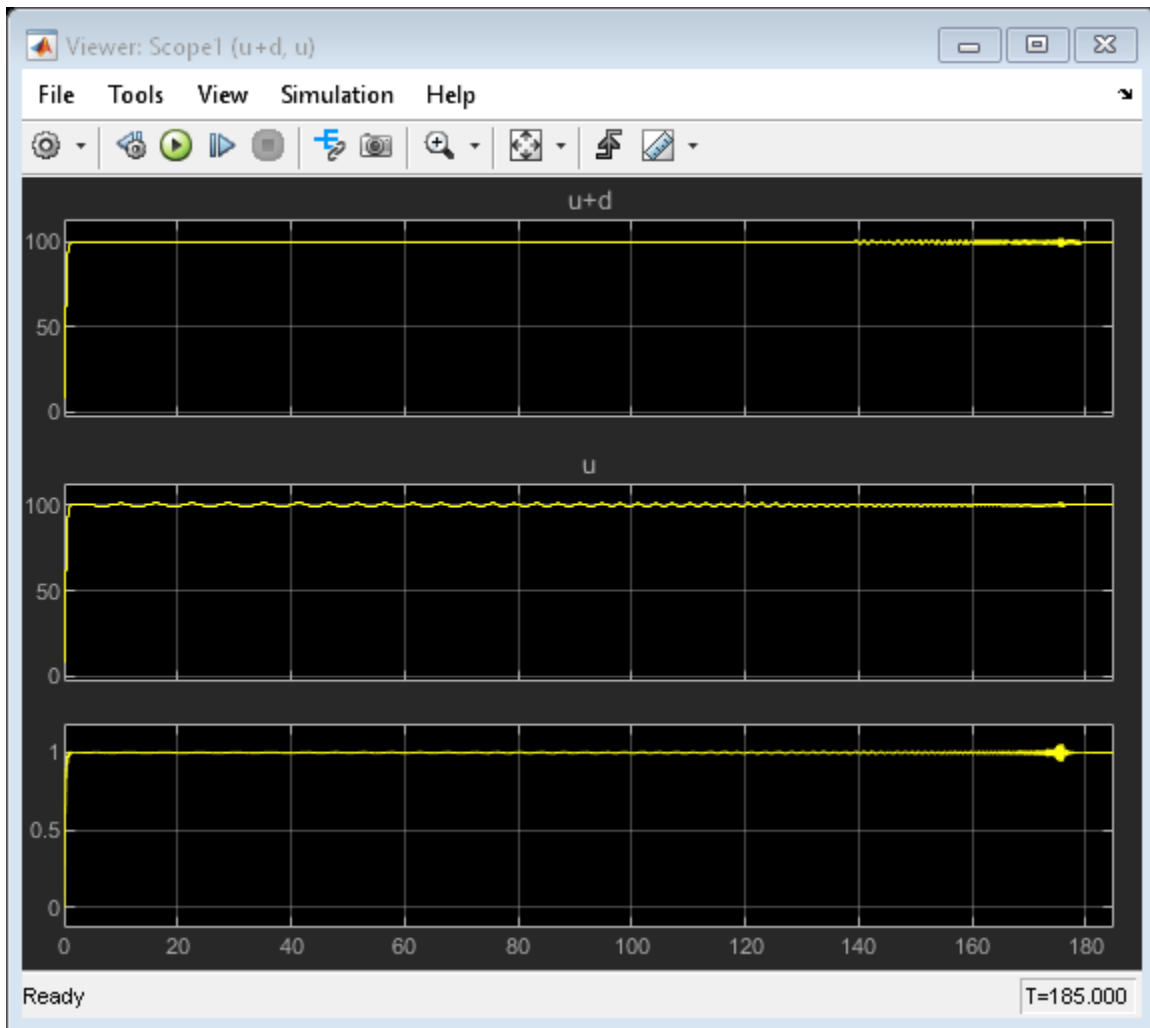 Viewer: Scope1 (u+d, u)
File Tools View Simulation Help
u+d
100
50
0
u
100
50
0
1
0.5
0
0 20 40 60 80 100 120 140 160 180
Ready T=185.000